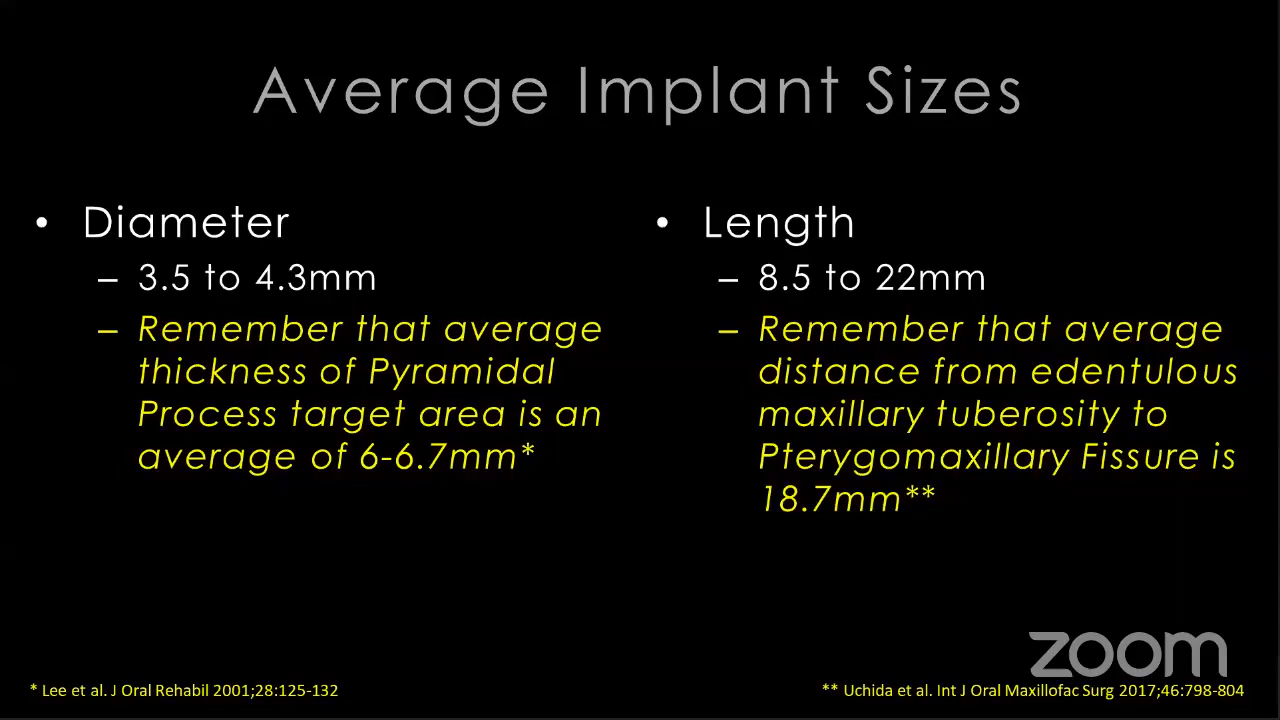 Average Implant Sizes
• Diameter
– 3.5 to 4.3mm
– Remember that average
thickness of Pyramidal
Process target area is an
average of 6-6.7mm*
• Length
– 8.5 to 22mm
– Remember that average
distance from edentulous
maxillary tuberosity to
Pterygomaxillary Fissure is
18.7mm**
zoom
* Lee et al. J Oral Rehabil 2001;28:125-132
** Uchida et al. Int J Oral Maxillofac Surg 2017;46:798-804